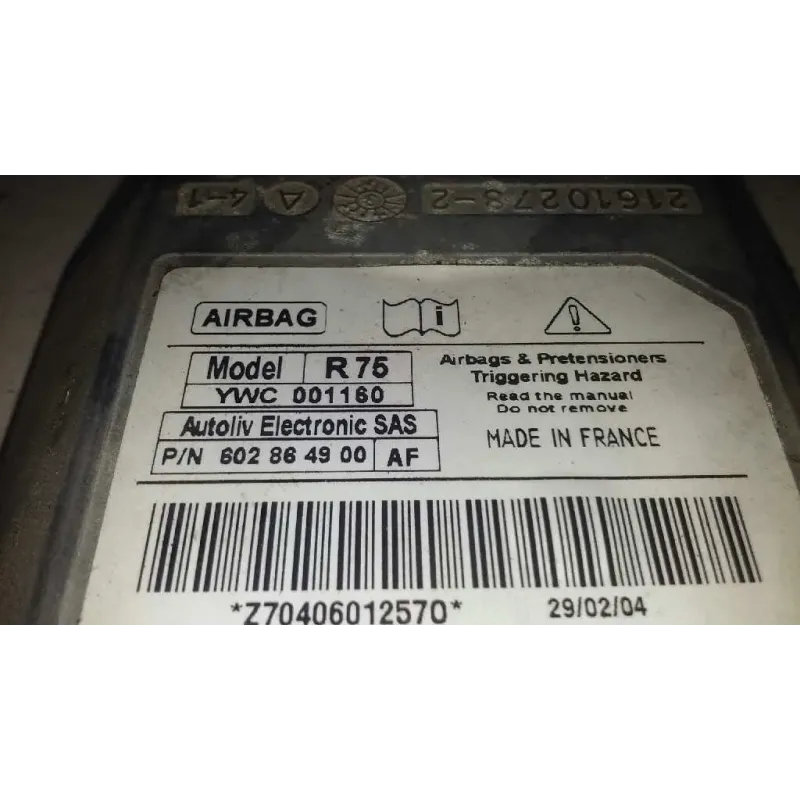 4-1 A 21610273-2
AIRBAG i !
Model R 75
YWC 001160
Autoliv Electronic SAS
P/N 602 86 49 00 AF
Airbags & Pretensioners
Triggering Hazard
Read the manual
Do not remove
MADE IN FRANCE
*Z70406012570* 29/02/04